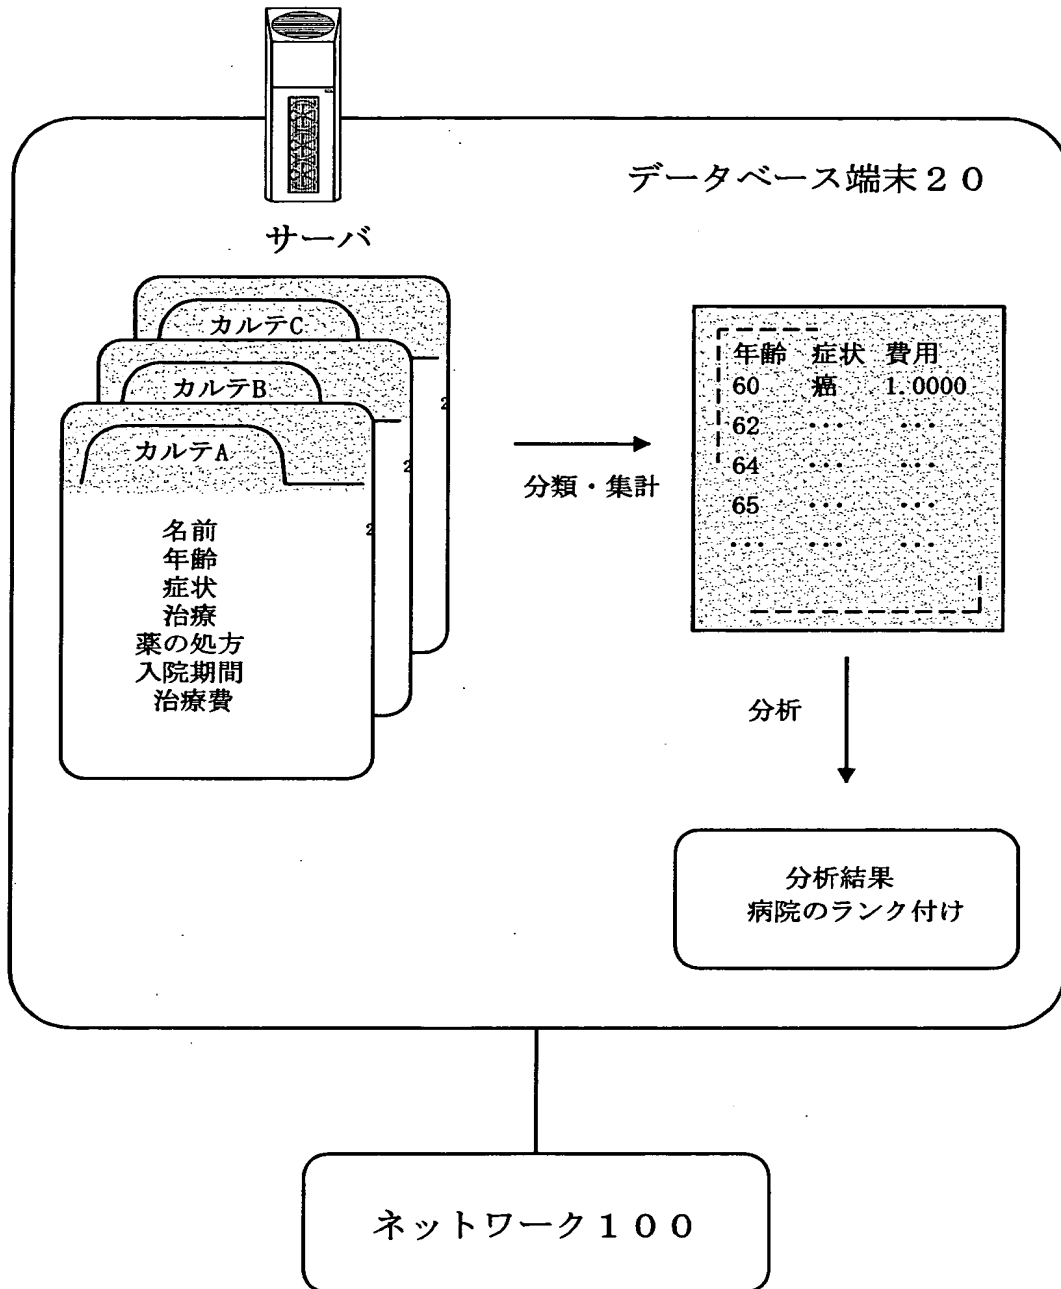 データベース端末２０
サーバ
カルテC
カルテB
カルテA
2
2
2
名前
年齢
症状
治療
薬の処方
入院期間
治療費
分類・集計
年齢 症状 費用
60 癌 1.0000
62 ... ...
64 ... ...
65 ... ...
... ... ...
分析
分析結果
病院のランク付け
ネットワーク１００